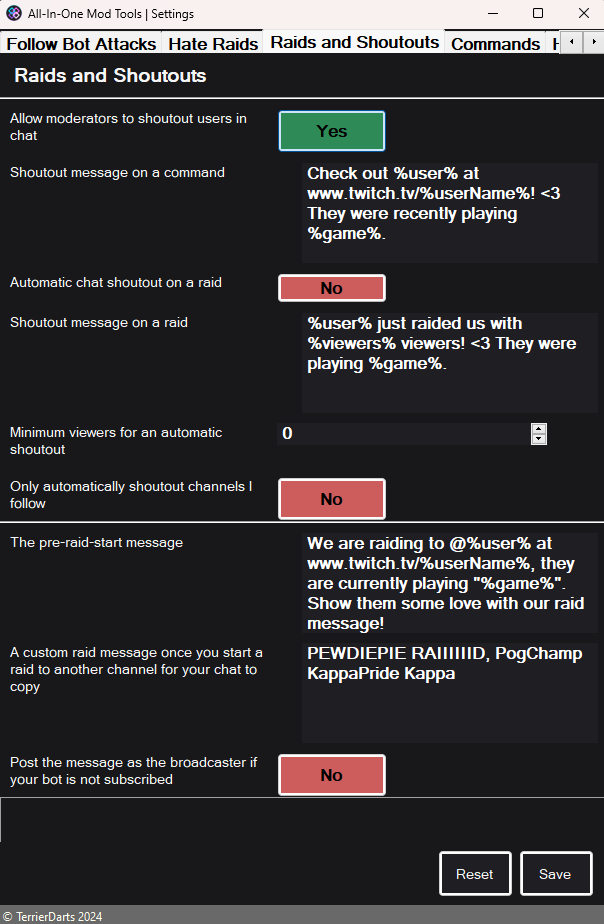 All-In-One Mod Tools | Settings
Follow Bot Attacks Hate Raids Raids and Shoutouts Commands
Raids and Shoutouts
Allow moderators to shoutout users in
chat
Yes
Shoutout message on a command
Check out %user% at
www.twitch.tv/%userName%! <3
They were recently playing
%game%.
Automatic chat shoutout on a raid
No
Shoutout message on a raid
%user% just raided us with
%viewers% viewers! <3 They were
playing %game%.
Minimum viewers for an automatic
shoutout
0
Only automatically shoutout channels I
follow
No
The pre-raid-start message
We are raiding to @%user% at
www.twitch.tv/%userName%, they
are currently playing "%game%".
Show them some love with our raid
message!
A custom raid message once you start a
raid to another channel for your chat to
copy
PEWDIEPIE RAIIIIIID, PogChamp
KappaPride Kappa
Post the message as the broadcaster if
your bot is not subscribed
No
Reset Save
© TerrierDarts 2024